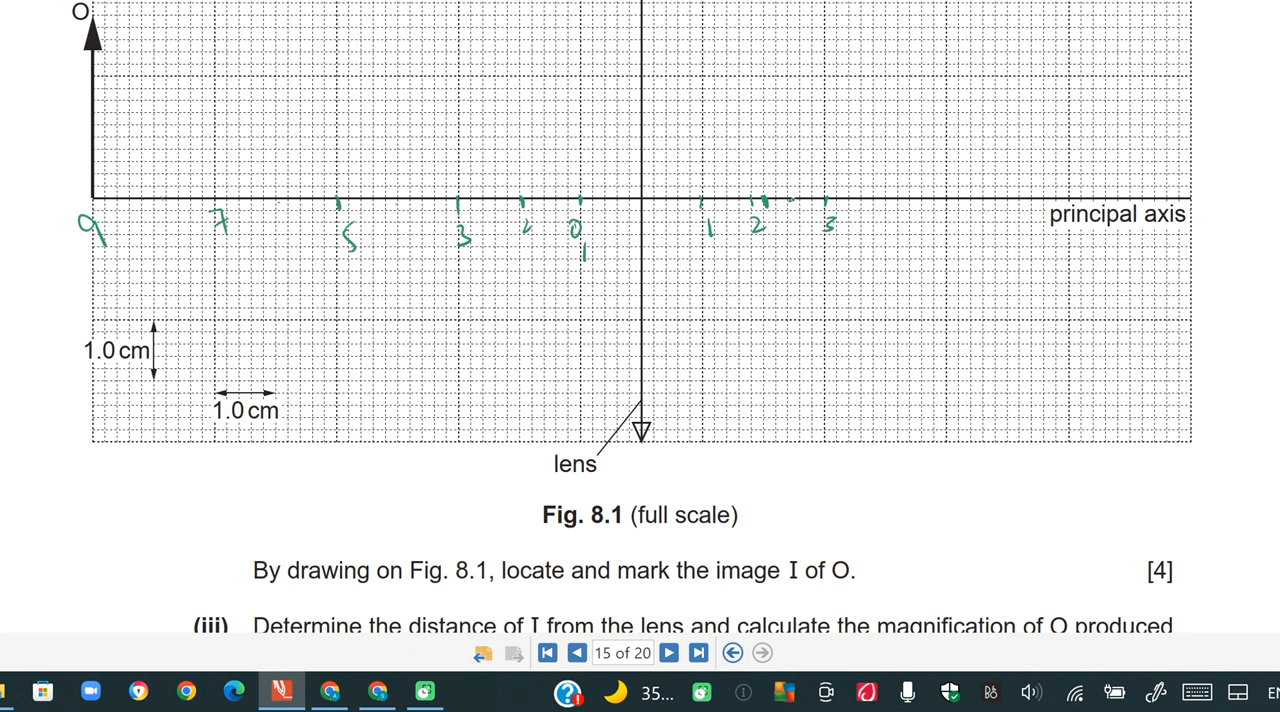 O
principal axis
9 7 5 3 2 0 1 2 3
1
1.0 cm
1.0 cm
lens
Fig. 8.1 (full scale)
By drawing on Fig. 8.1, locate and mark the image I of O. [4]
(iii) Determine the distance of I from the lens and calculate the magnification of O produced
15 of 20
35...
EN